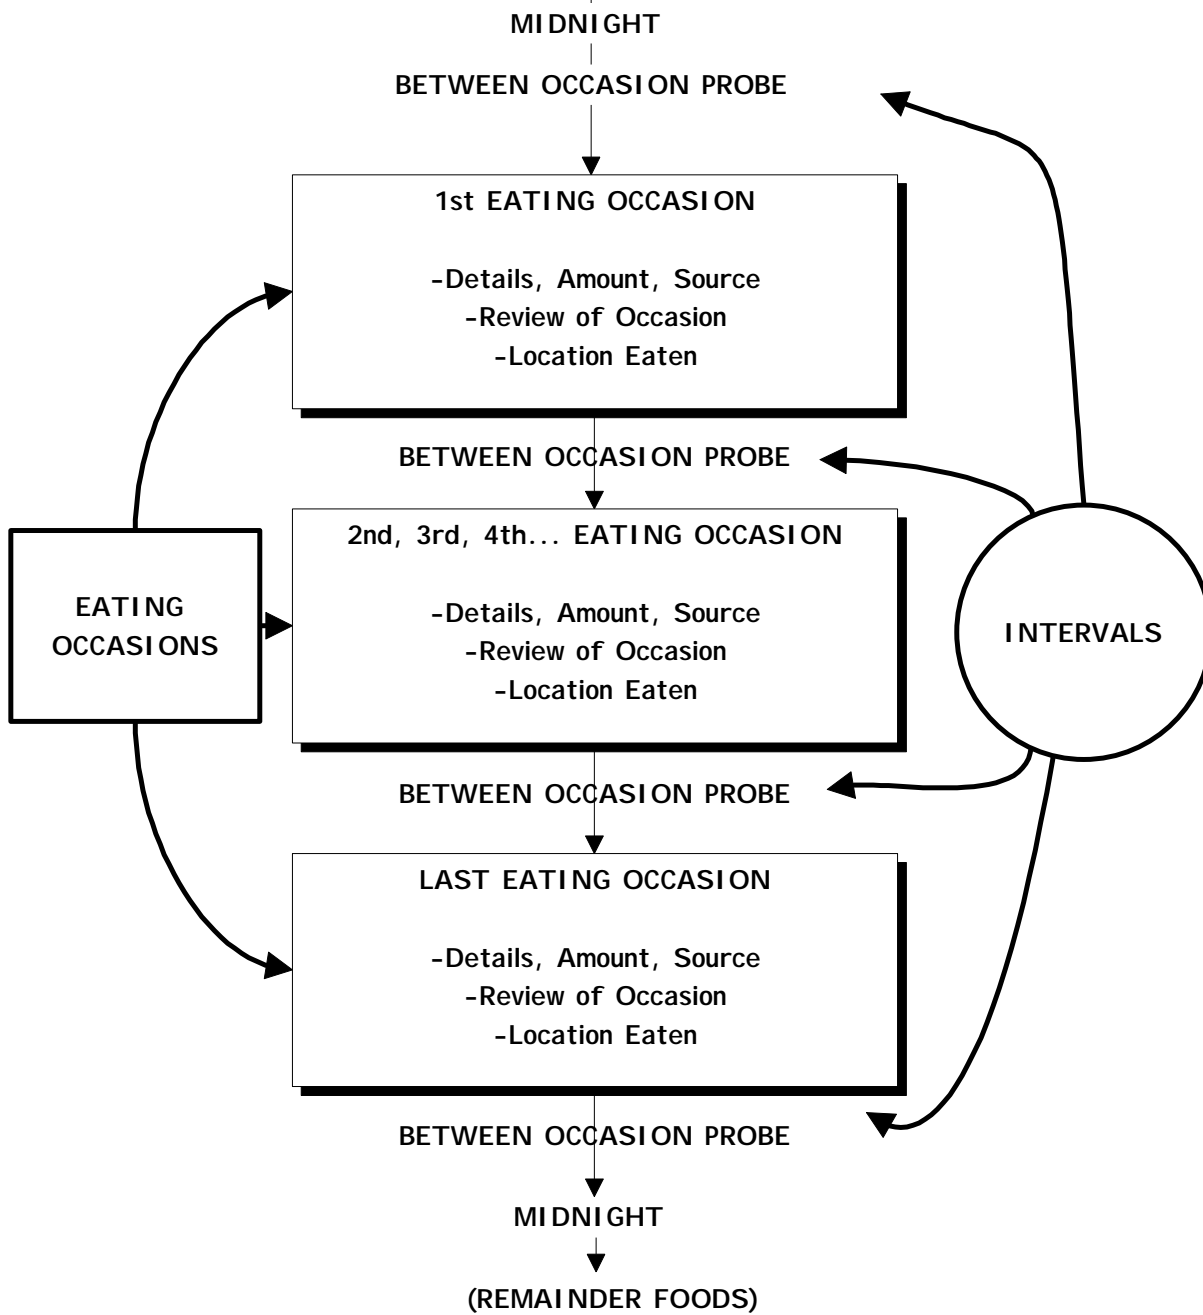 MIDNIGHT
BETWEEN OCCASION PROBE
1st EATING OCCASION
-Details, Amount, Source
-Review of Occasion
-Location Eaten
BETWEEN OCCASION PROBE
2nd, 3rd, 4th... EATING OCCASION
-Details, Amount, Source
-Review of Occasion
-Location Eaten
EATING
OCCASIONS
INTERVALS
BETWEEN OCCASION PROBE
LAST EATING OCCASION
-Details, Amount, Source
-Review of Occasion
-Location Eaten
BETWEEN OCCASION PROBE
MIDNIGHT
(REMAINDER FOODS)